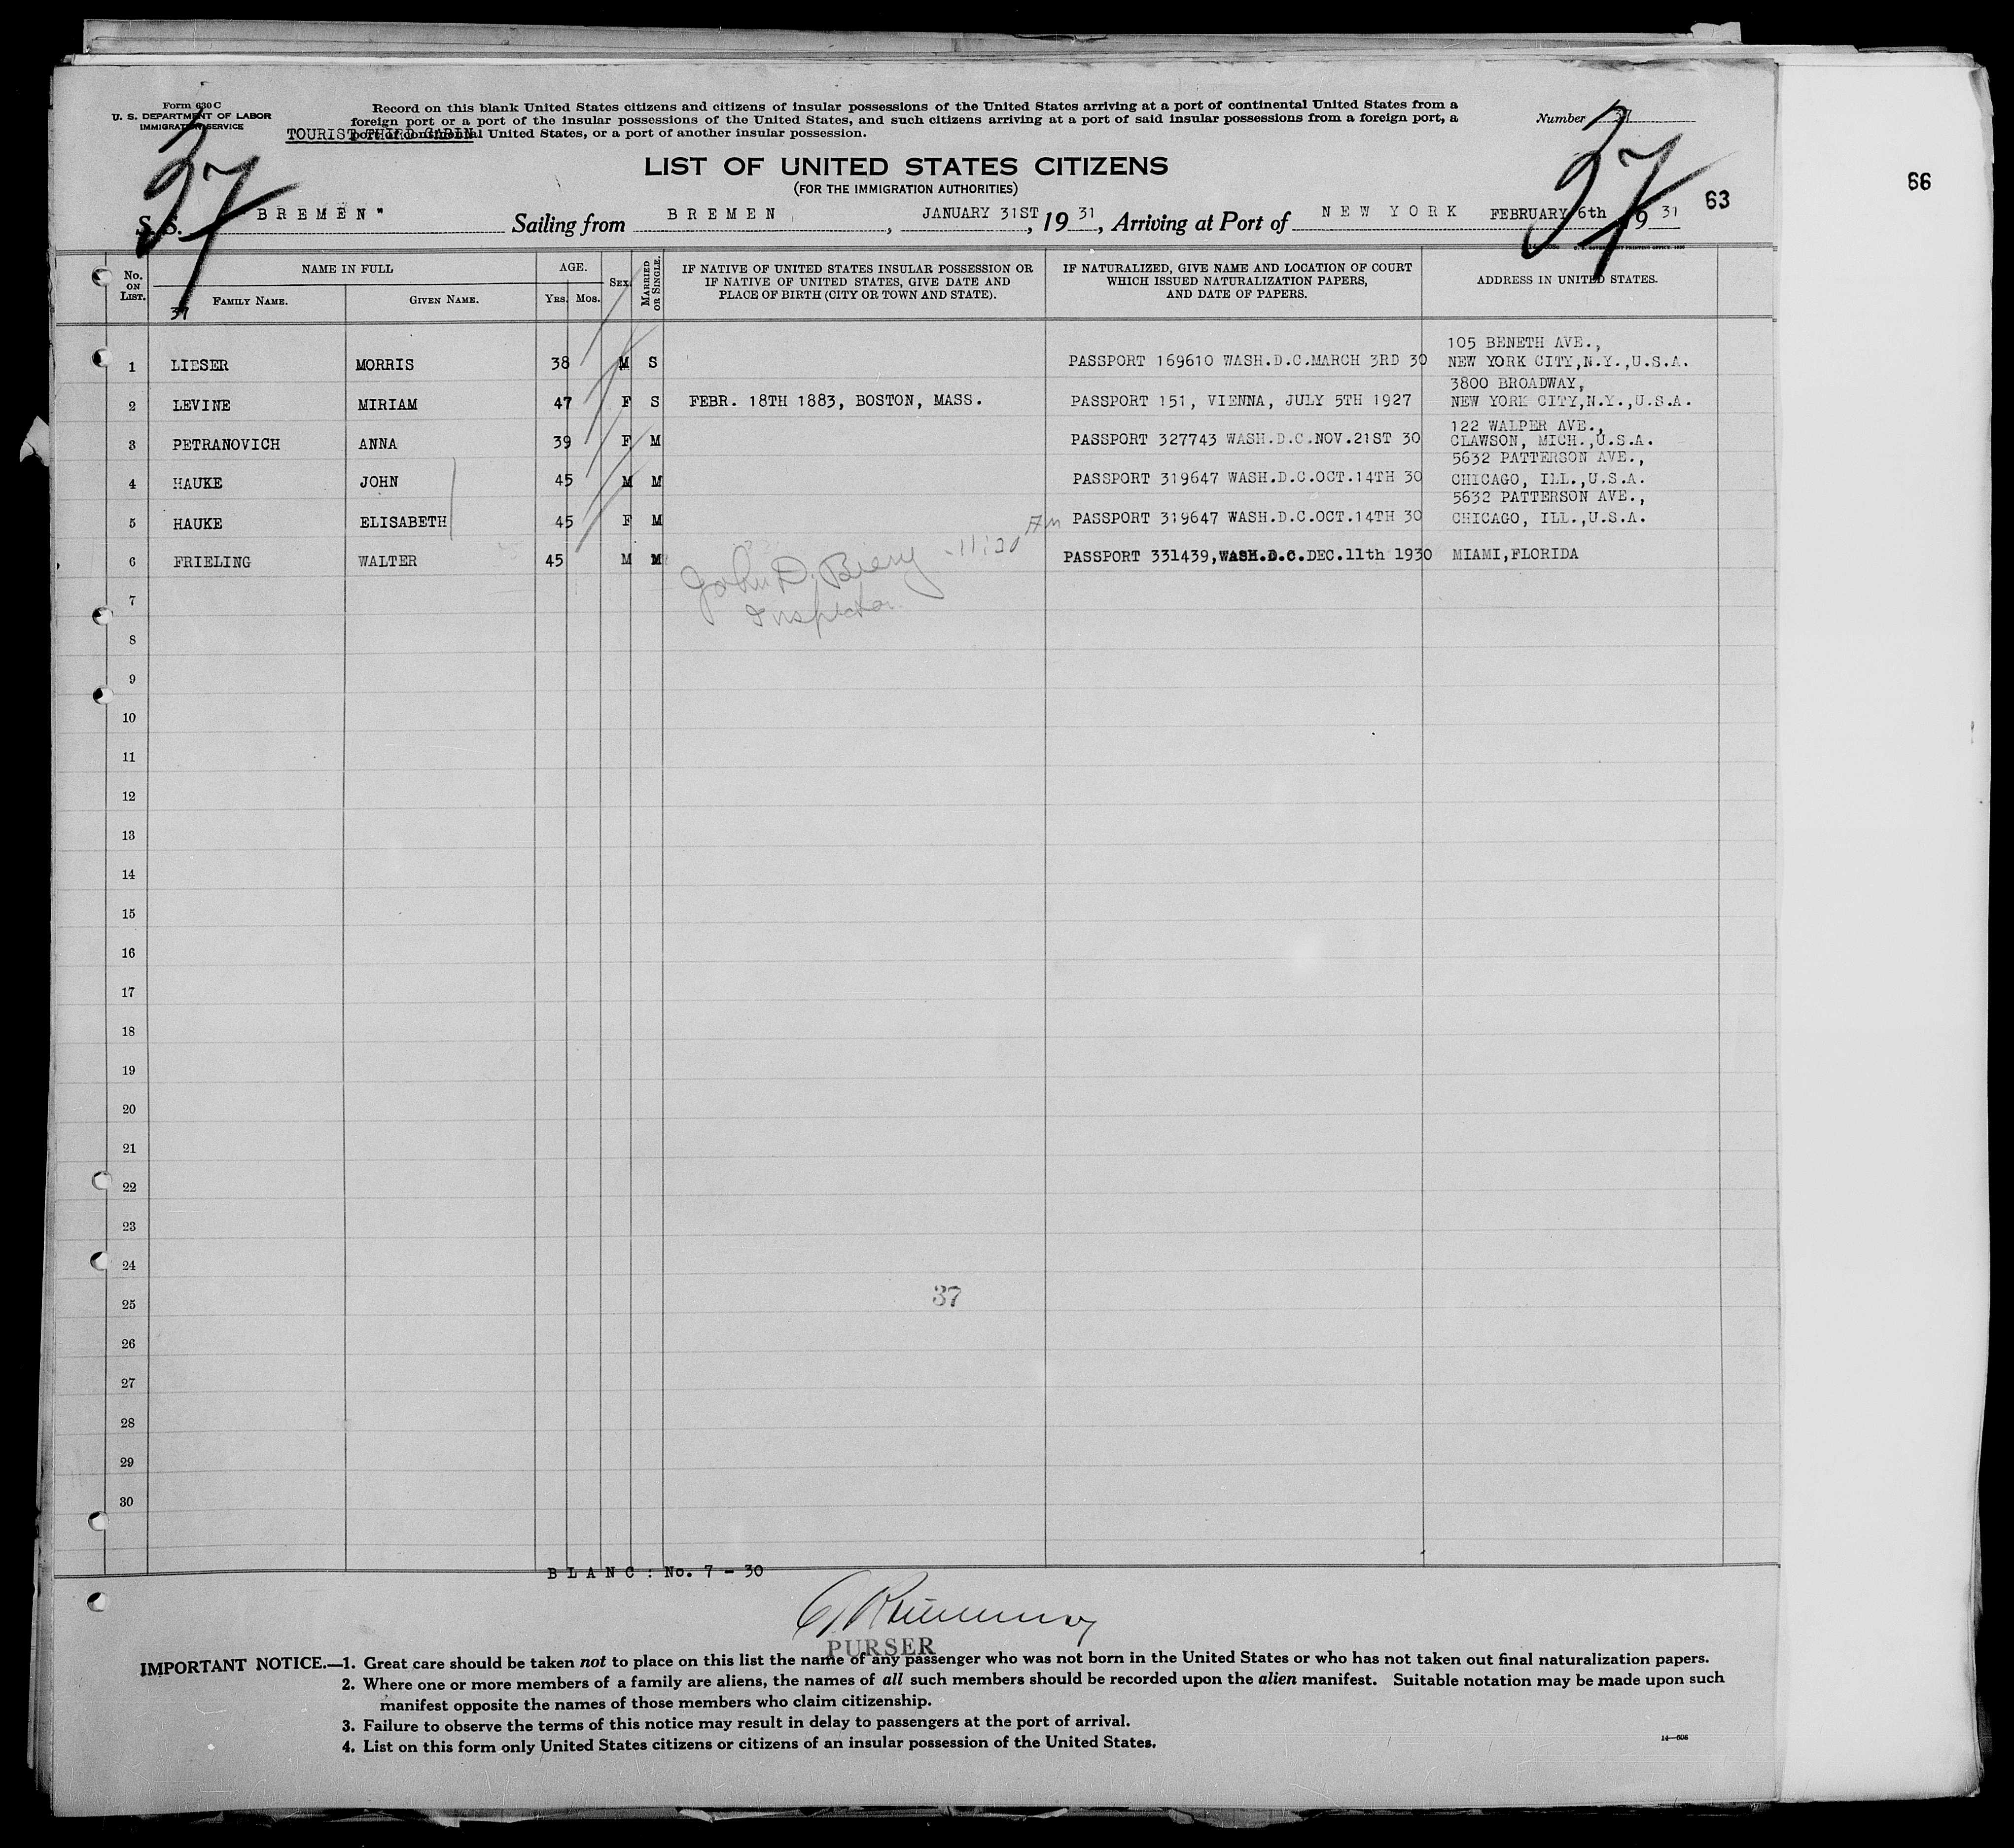 Form 630 C
U. S. DEPARTMENT OF LABOR
IMMIGRATION SERVICE
TOURIST THIRD CABIN
Record on this blank United States citizens and citizens of insular possessions of the United States arriving at a port of continental United States from a
foreign port or a port of the insular possessions of the United States, and such citizens arriving at a port of said insular possessions from a foreign port, a
port of continental United States, or a port of another insular possession.
Number 37
37
37
LIST OF UNITED STATES CITIZENS
(FOR THE IMMIGRATION AUTHORITIES)
63
66
S. S. BREMEN" Sailing from BREMEN, JANUARY 31ST, 1931, Arriving at Port of NEW YORK FEBRUARY 6th 1931
No. ON LIST. NAME IN FULL AGE. SEX. MARRIED OR SINGLE. IF NATIVE OF UNITED STATES INSULAR POSSESSION OR IF NATIVE OF UNITED STATES, GIVE DATE AND PLACE OF BIRTH (CITY OR TOWN AND STATE). IF NATURALIZED, GIVE NAME AND LOCATION OF COURT WHICH ISSUED NATURALIZATION PAPERS, AND DATE OF PAPERS. ADDRESS IN UNITED STATES.
FAMILY NAME. GIVEN NAME. YRS. MOS.
37
105 BENETH AVE.,
1 LIESER MORRIS 38 M S PASSPORT 169610 WASH.D.C.MARCH 3RD 30 NEW YORK CITY,N.Y.,U.S.A.
3800 BROADWAY,
2 LEVINE MIRIAM 47 F S FEBR. 18TH 1883, BOSTON, MASS. PASSPORT 151, VIENNA, JULY 5TH 1927 NEW YORK CITY,N.Y.,U.S.A.
122 WALPER AVE.,
3 PETRANOVICH ANNA 39 F M PASSPORT 327743 WASH.D.C.NOV.21ST 30 CLAWSON, MICH.,U.S.A.
5632 PATTERSON AVE.,
4 HAUKE JOHN 45 M M PASSPORT 319647 WASH.D.C.OCT.14TH 30 CHICAGO, ILL.,U.S.A.
5632 PATTERSON AVE.,
5 HAUKE ELISABETH 45 F M PASSPORT 319647 WASH.D.C.OCT.14TH 30 CHICAGO, ILL.,U.S.A.
6 FRIELING WALTER 45 M M PASSPORT 331439,WASH.D.C.DEC.11th 1930 MIAMI,FLORIDA
John D. Biery
Inspector
7
8
9
10
11
12
13
14
15
16
17
18
19
20
21
22
23
24
37
25
26
27
28
29
30
BLANC: No. 7 - 30
PURSER
IMPORTANT NOTICE.—1. Great care should be taken not to place on this list the name of any passenger who was not born in the United States or who has not taken out final naturalization papers.
2. Where one or more members of a family are aliens, the names of all such members should be recorded upon the alien manifest. Suitable notation may be made upon such
manifest opposite the names of those members who claim citizenship.
3. Failure to observe the terms of this notice may result in delay to passengers at the port of arrival.
4. List on this form only United States citizens or citizens of an insular possession of the United States.
14—606